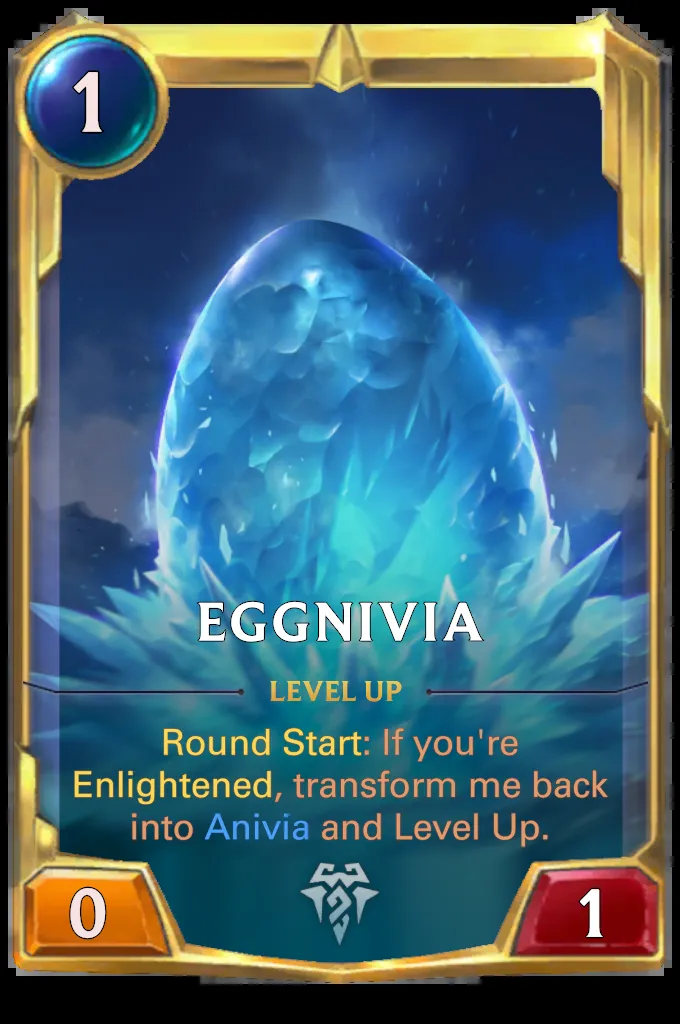 1
EGGNIVIA
LEVEL UP
Round Start: If you're
Enlightened, transform me back
into Anivia and Level Up.
0
1